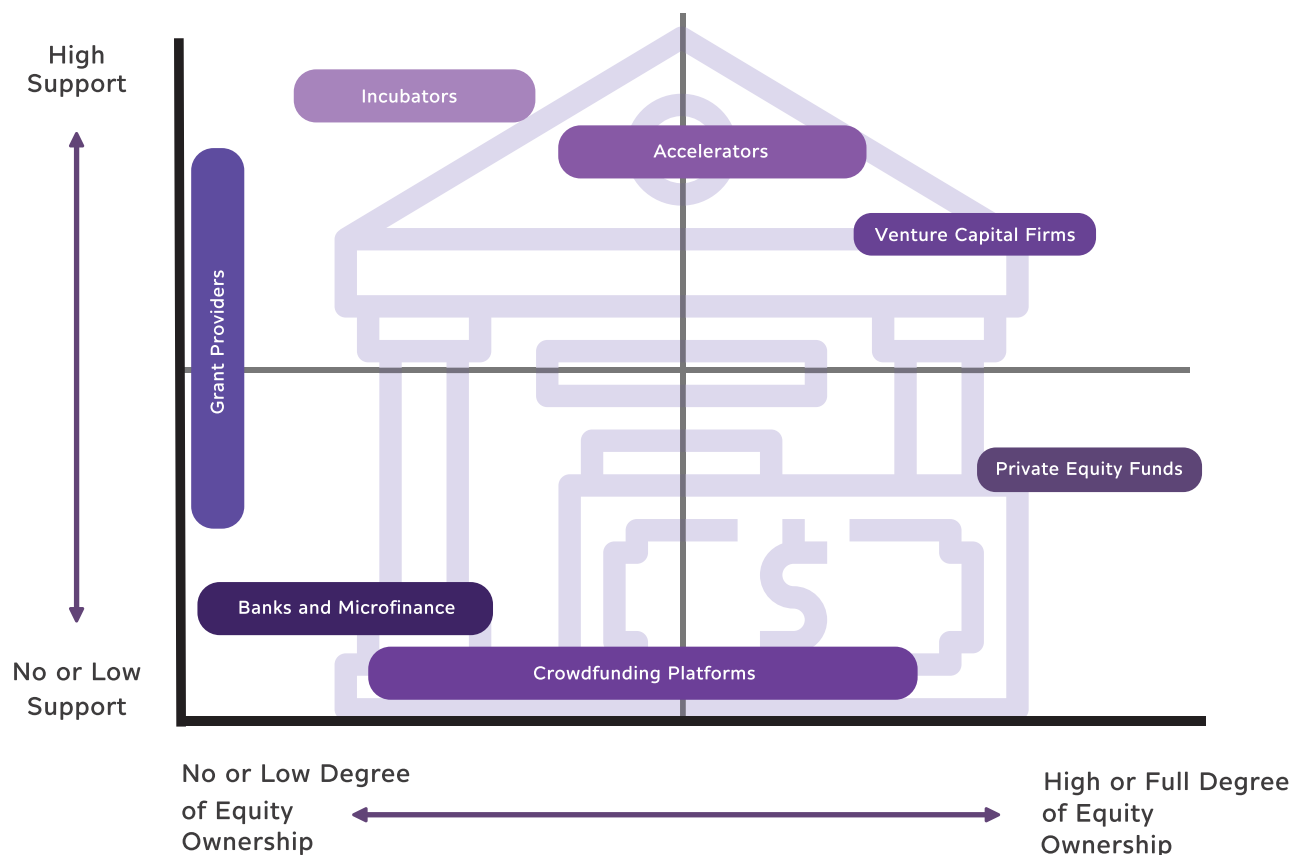 High
Support
Incubators
Accelerators
Venture Capital Firms
Grant Providers
Private Equity Funds
Banks and Microfinance
Crowdfunding Platforms
No or Low
Support
No or Low Degree
of Equity
Ownership
High or Full Degree
of Equity
Ownership
$